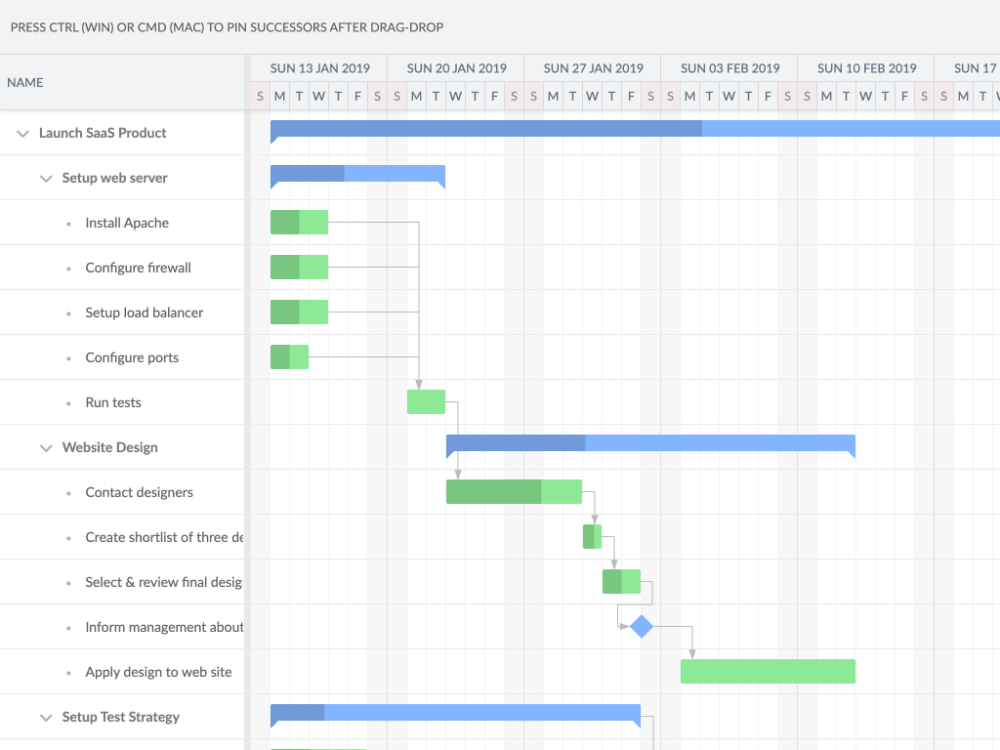 PRESS CTRL (WIN) OR CMD (MAC) TO PIN SUCCESSORS AFTER DRAG-DROP
NAME
SUN 13 JAN 2019 SUN 20 JAN 2019 SUN 27 JAN 2019 SUN 03 FEB 2019 SUN 10 FEB 2019 SUN 17
S M T W T F S S M T W T F S S M T W T F S S M T W T F S S M T W T F S S M T W
Launch SaaS Product
Setup web server
Install Apache
Configure firewall
Setup load balancer
Configure ports
Run tests
Website Design
Contact designers
Create shortlist of three de
Select & review final desig
Inform management about
Apply design to web site
Setup Test Strategy